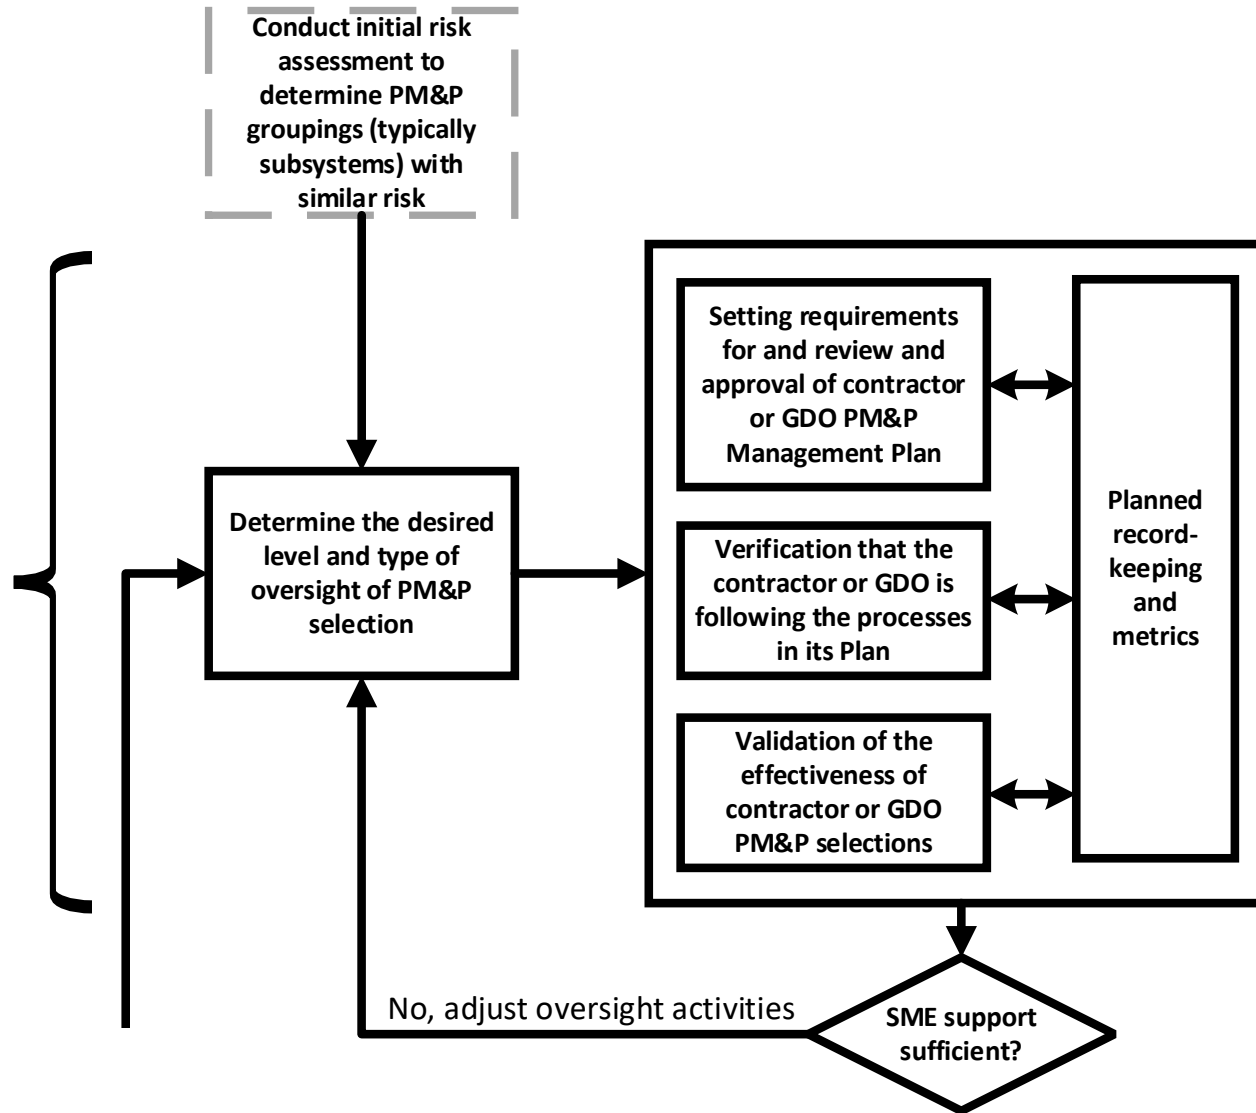 Conduct initial risk
assessment to
determine PM&P
groupings (typically
subsystems) with
similar risk
Determine the desired
level and type of
oversight of PM&P
selection
Setting requirements
for and review and
approval of contractor
or GDO PM&P
Management Plan
Verification that the
contractor or GDO is
following the processes
in its Plan
Validation of the
effectiveness of
contractor or GDO
PM&P selections
Planned
record-
keeping
and
metrics
SME support
sufficient?
No, adjust oversight activities